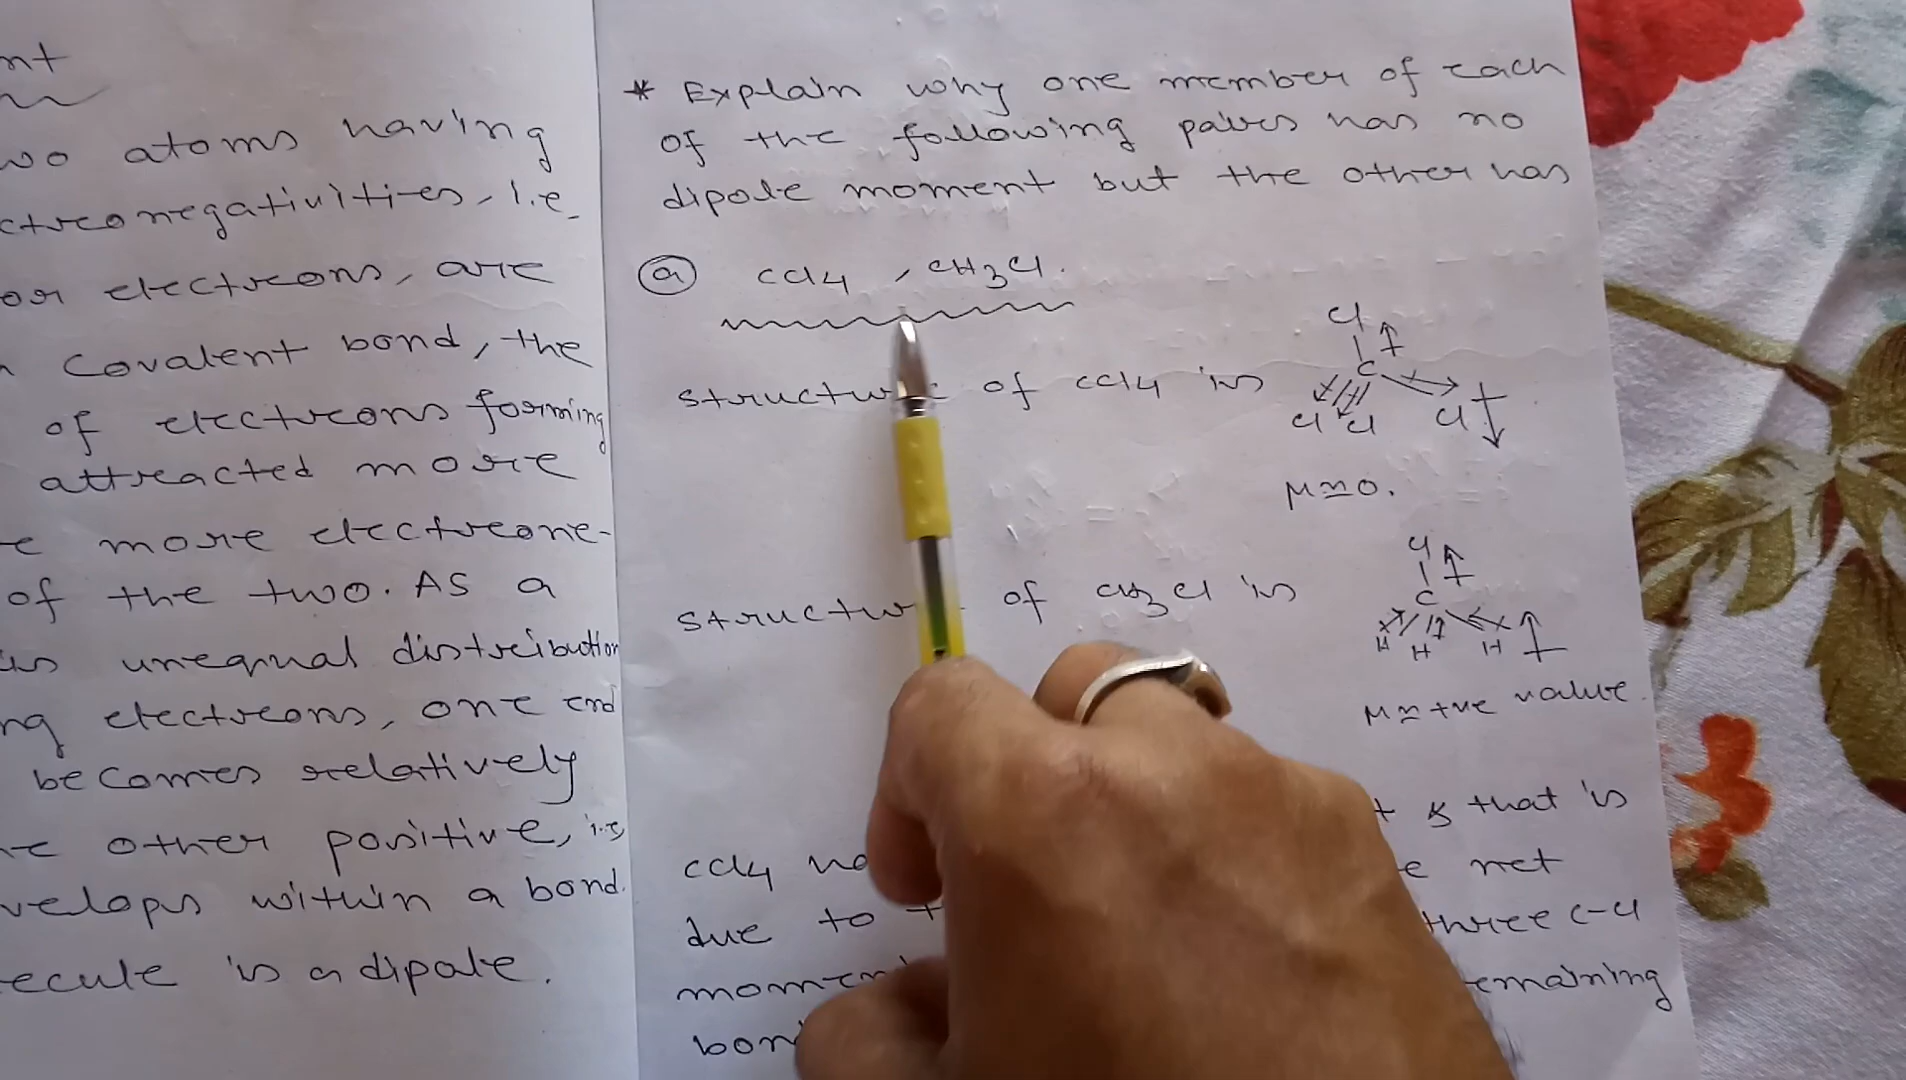 nt
wo atoms having
ctronegativities, i.e.
or electrons, are
covalent bond, the
of electrons forming
attracted more
more electrone-
of the two. As a
unequal distribution
ng electrons, one end
becomes relatively
other positive, i.e,
velops within a bond.
ecule is a dipole.
* Explain why one member of each
of the following pairs has no
dipole moment but the other has
(a) CCl4, CH3Cl.
structure of CCl4 is
Cl
C
Cl Cl Cl
μ = 0.
structure of CH3Cl is
Cl
C
H H H
μ = +ve value.
t & that is
CCl4 net
due to three C-Cl
remaining